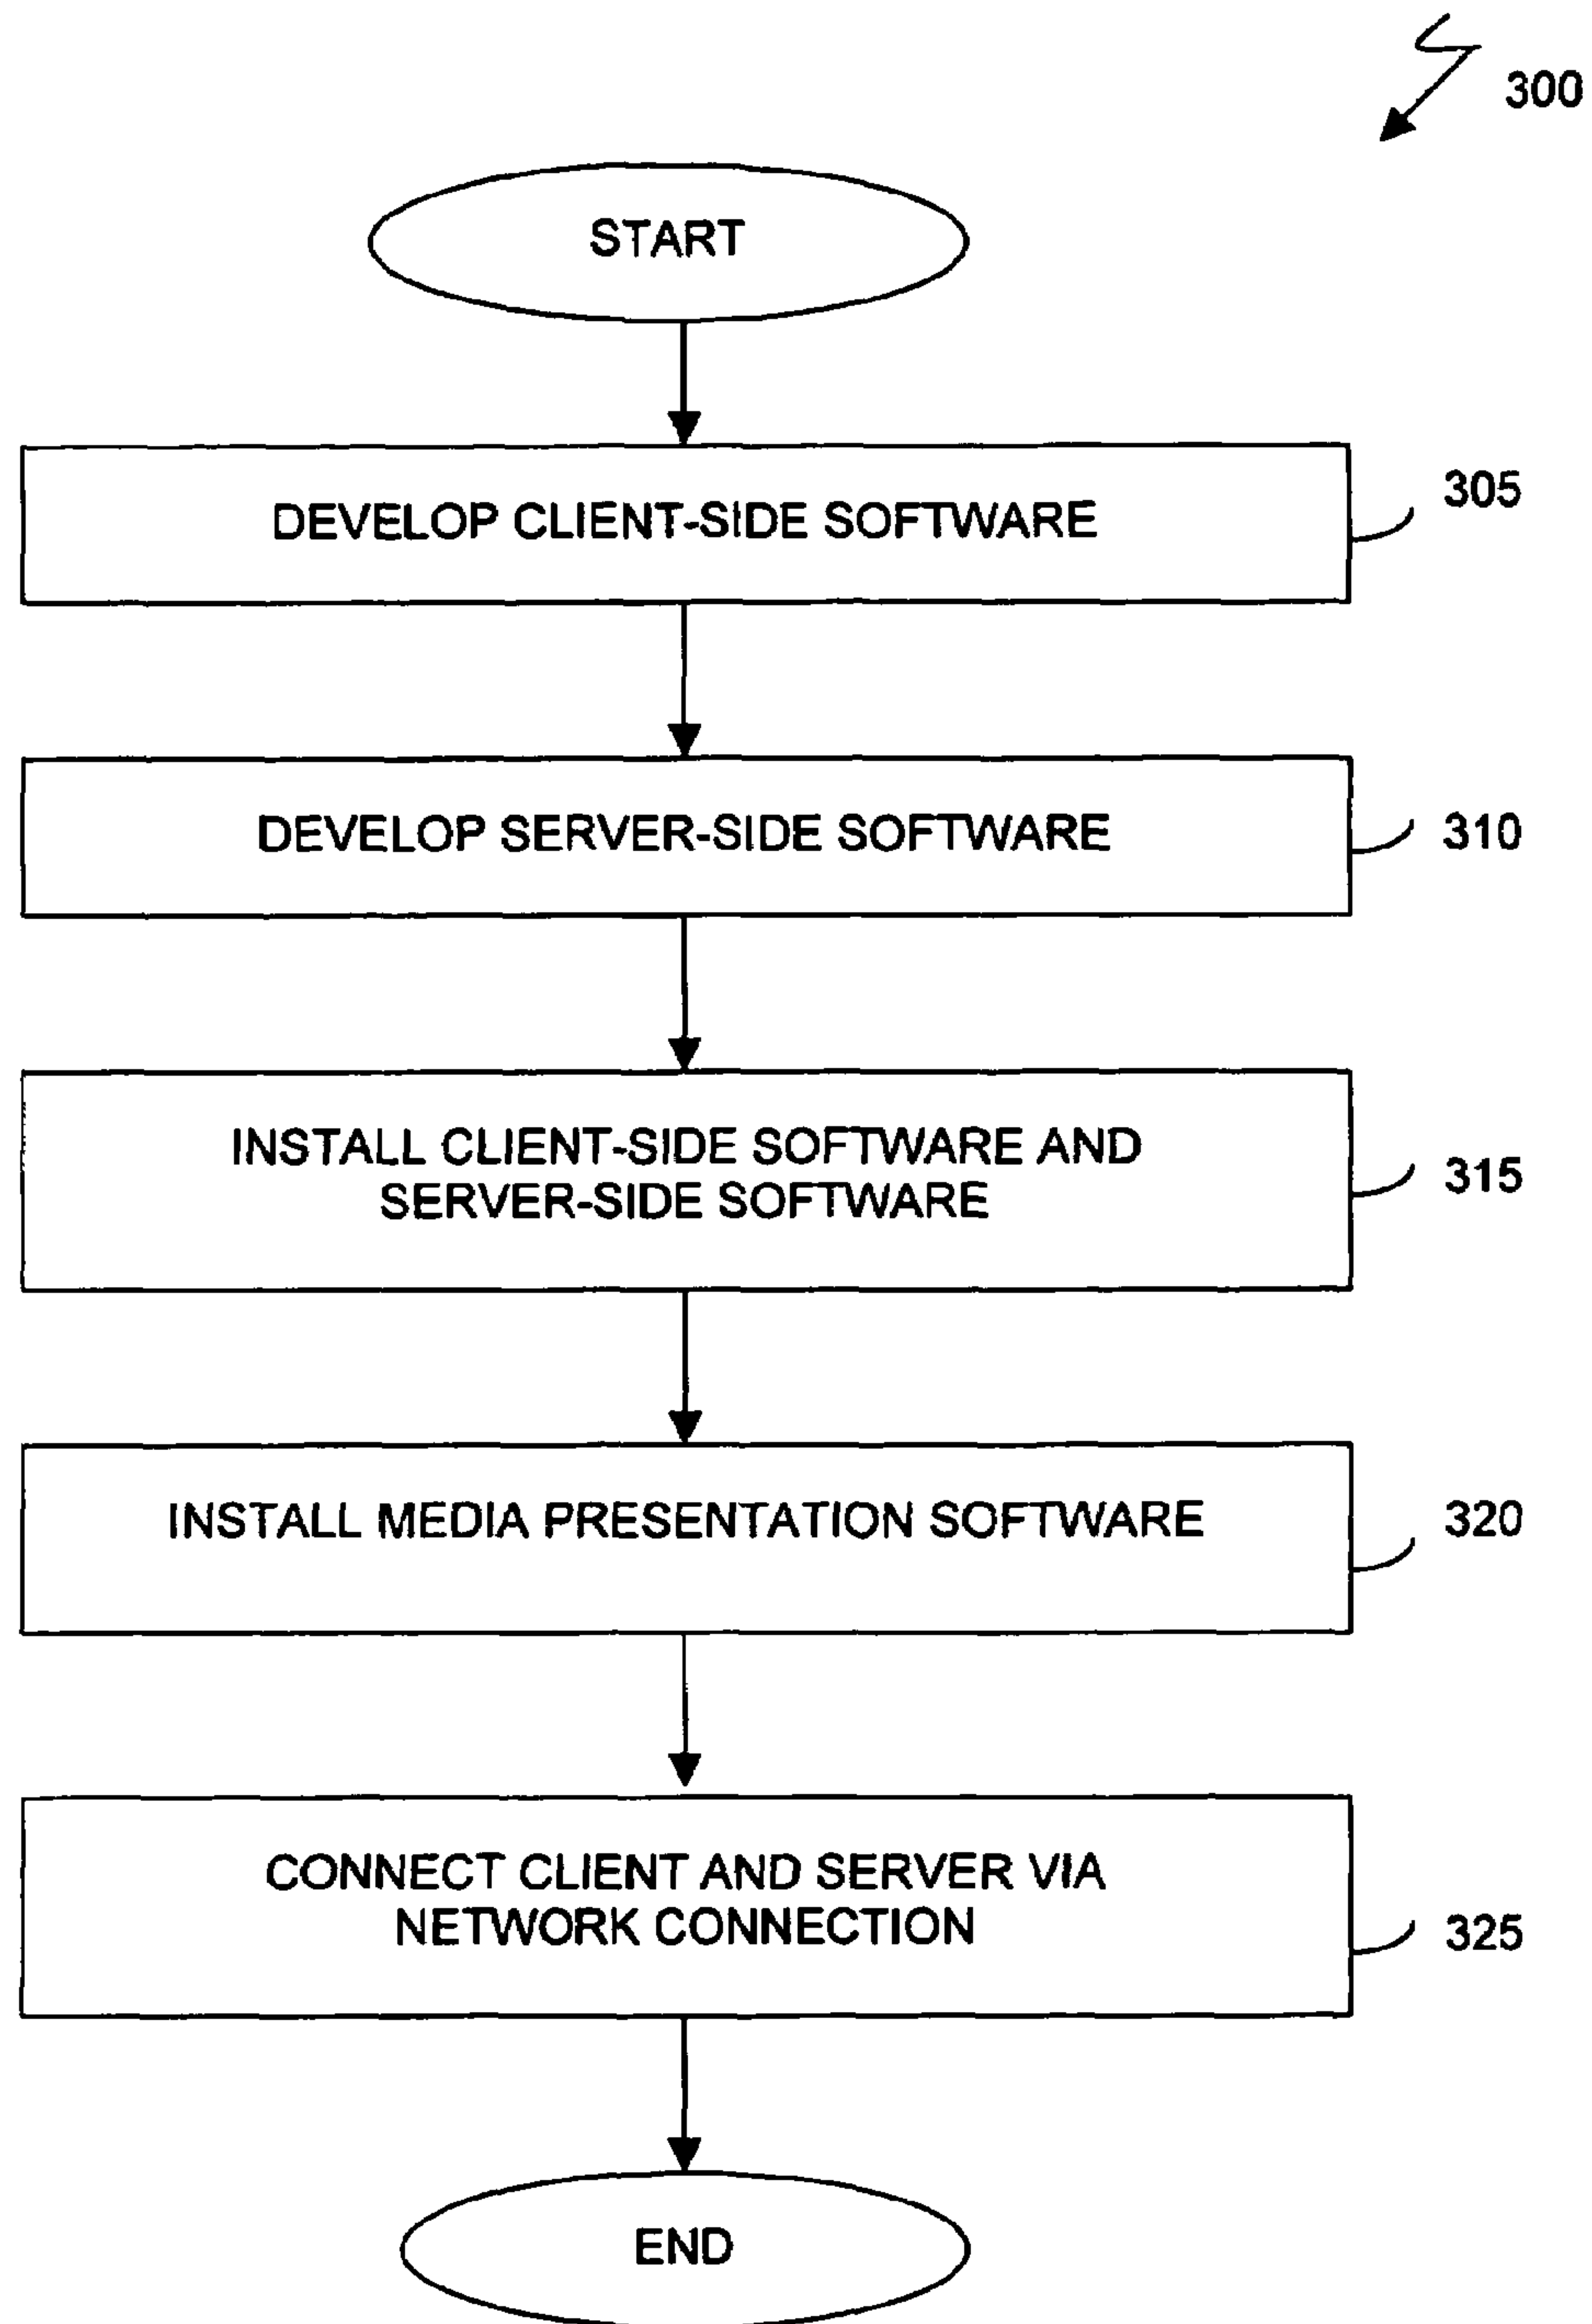 300
START
DEVELOP CLIENT-SIDE SOFTWARE
305
DEVELOP SERVER-SIDE SOFTWARE
310
INSTALL CLIENT-SIDE SOFTWARE AND
SERVER-SIDE SOFTWARE
315
INSTALL MEDIA PRESENTATION SOFTWARE
320
CONNECT CLIENT AND SERVER VIA
NETWORK CONNECTION
325
END